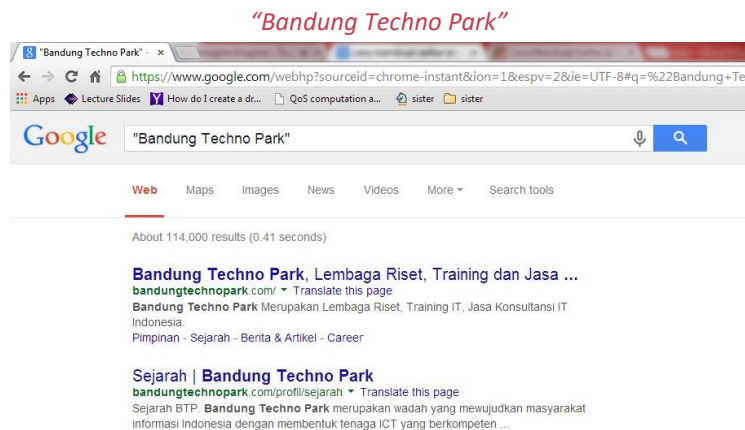 “Bandung Techno Park”
"Bandung Techno Park" -
https://www.google.com/webhp?sourceid=chrome-instant&ion=1&espv=2&ie=UTF-8#q=%22Bandung+Te
Apps Lecture Slides How do I create a dr... QoS computation a... sister sister
Google "Bandung Techno Park"
Web Maps Images News Videos More Search tools
About 114,000 results (0.41 seconds)
Bandung Techno Park, Lembaga Riset, Training dan Jasa ...
bandungtechnopark.com/ Translate this page
Bandung Techno Park Merupakan Lembaga Riset, Training IT, Jasa Konsultansi IT
Indonesia.
Pimpinan - Sejarah - Berita & Artikel - Career
Sejarah | Bandung Techno Park
bandungtechnopark.com/profil/sejarah Translate this page
Sejarah BTP. Bandung Techno Park merupakan wadah yang mewujudkan masyarakat
informasi Indonesia dengan membentuk tenaga ICT yang berkompeten ...